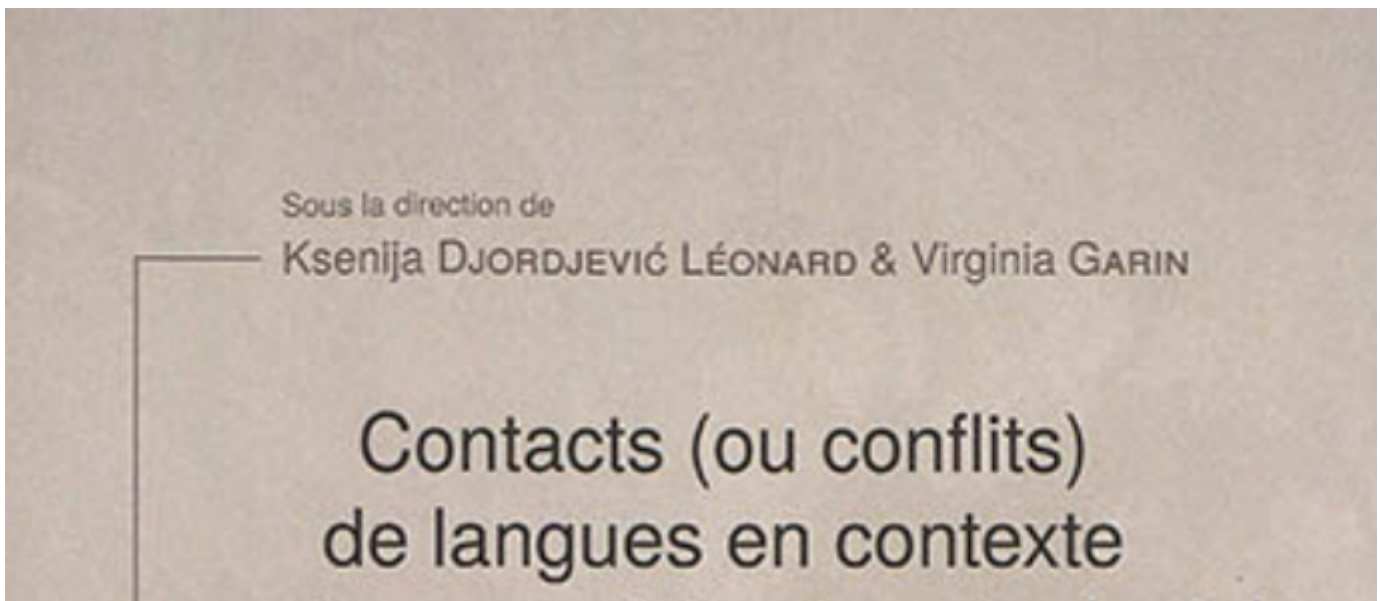 Sous la direction de
Ksenija DJORDJEVIĆ LÉONARD & Virginia GARIN
Contacts (ou conflits)
de langues en contexte